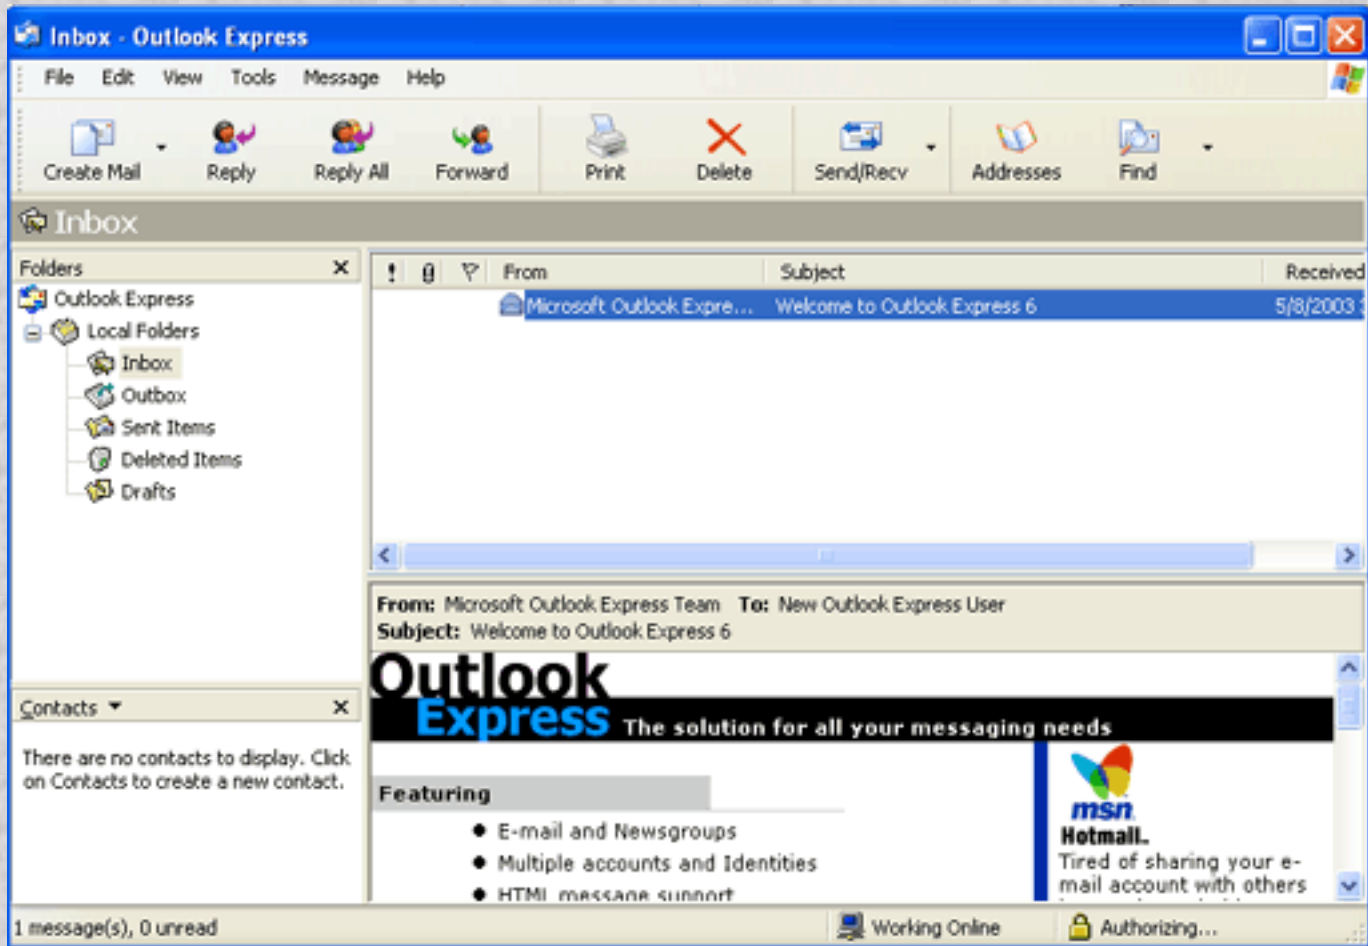 Inbox - Outlook Express
File Edit View Tools Message Help
Create Mail Reply Reply All Forward Print Delete Send/Recv Addresses Find
Inbox
Folders
Outlook Express
Local Folders
Inbox
Outbox
Sent Items
Deleted Items
Drafts
Contacts
There are no contacts to display. Click
on Contacts to create a new contact.
! From Subject Received
Microsoft Outlook Expre... Welcome to Outlook Express 6 5/8/2003
From: Microsoft Outlook Express Team To: New Outlook Express User
Subject: Welcome to Outlook Express 6
Outlook
Express The solution for all your messaging needs
Featuring
E-mail and Newsgroups
Multiple accounts and Identities
HTML message support
msn
Hotmail
Tired of sharing your e-
mail account with others
1 message(s), 0 unread Working Online Authorizing...